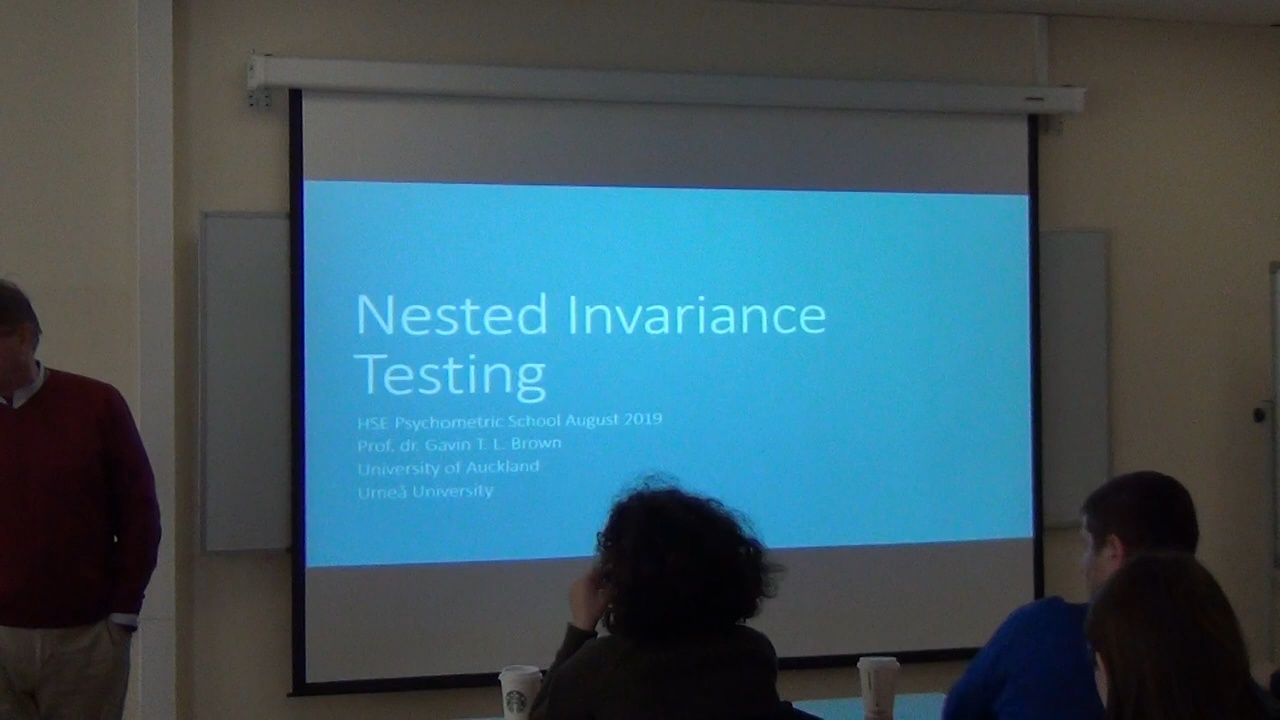 Nested Invariance
Testing
HSE Psychometric School August 2019
Prof. dr. Gavin T. L. Brown
University of Auckland
Umeå University